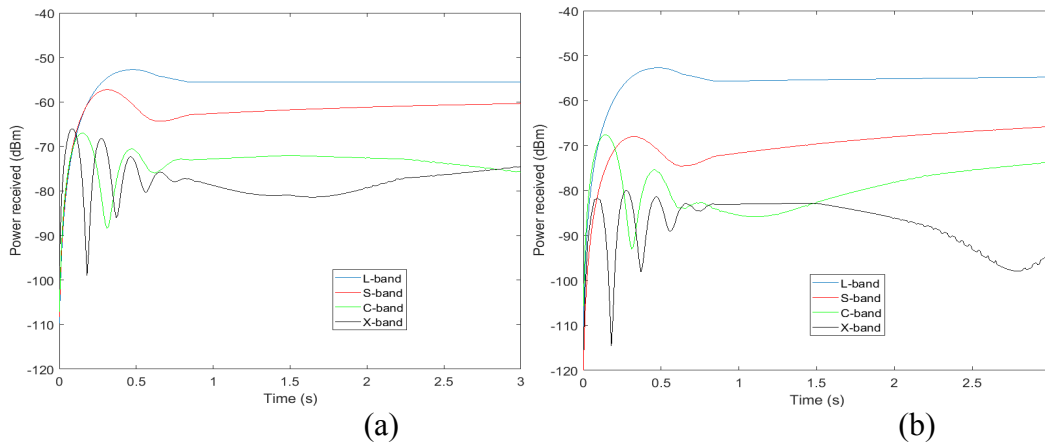 -40
-50
-60
-70
-80
-90
-100
-110
-120
Power received (dBm)
0
0.5
1
1.5
2
2.5
3
Time (s)
L-band
S-band
C-band
X-band
(a)
-40
-50
-60
-70
-80
-90
-100
-110
-120
Power received (dBm)
0
0.5
1
1.5
2
2.5
Time (s)
L-band
S-band
C-band
X-band
(b)